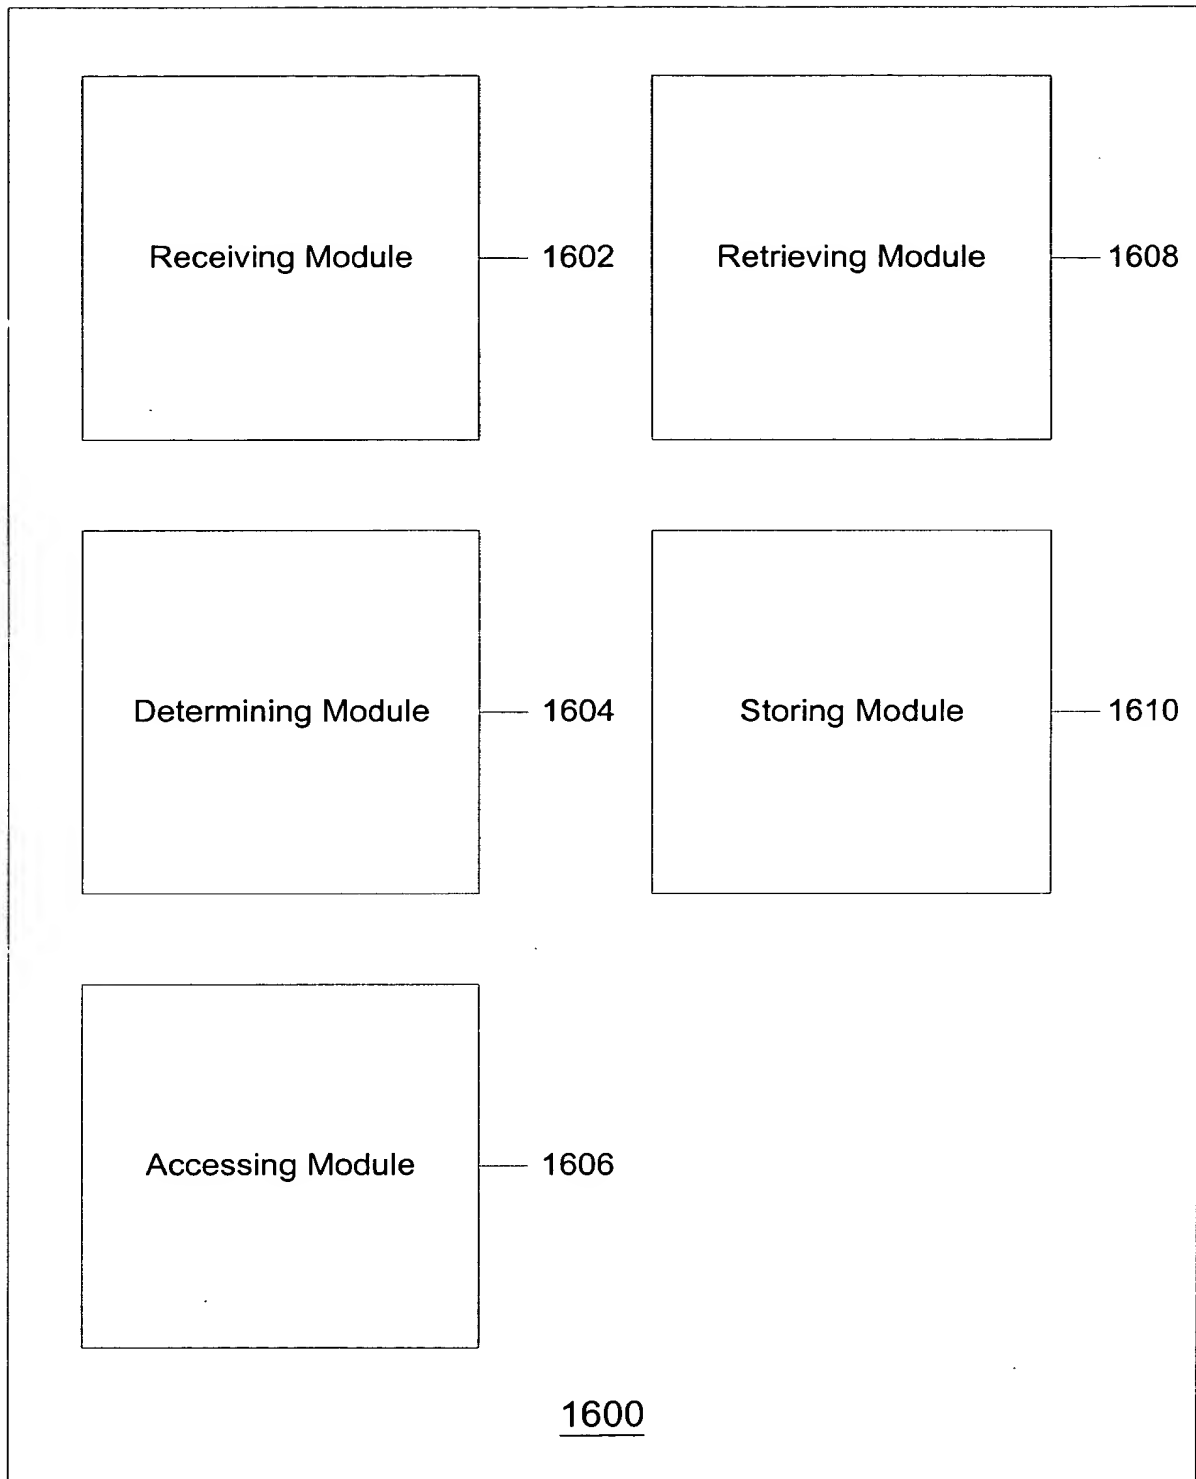 Receiving Module 1602 Retrieving Module 1608
Determining Module 1604 Storing Module 1610
Accessing Module 1606
1600